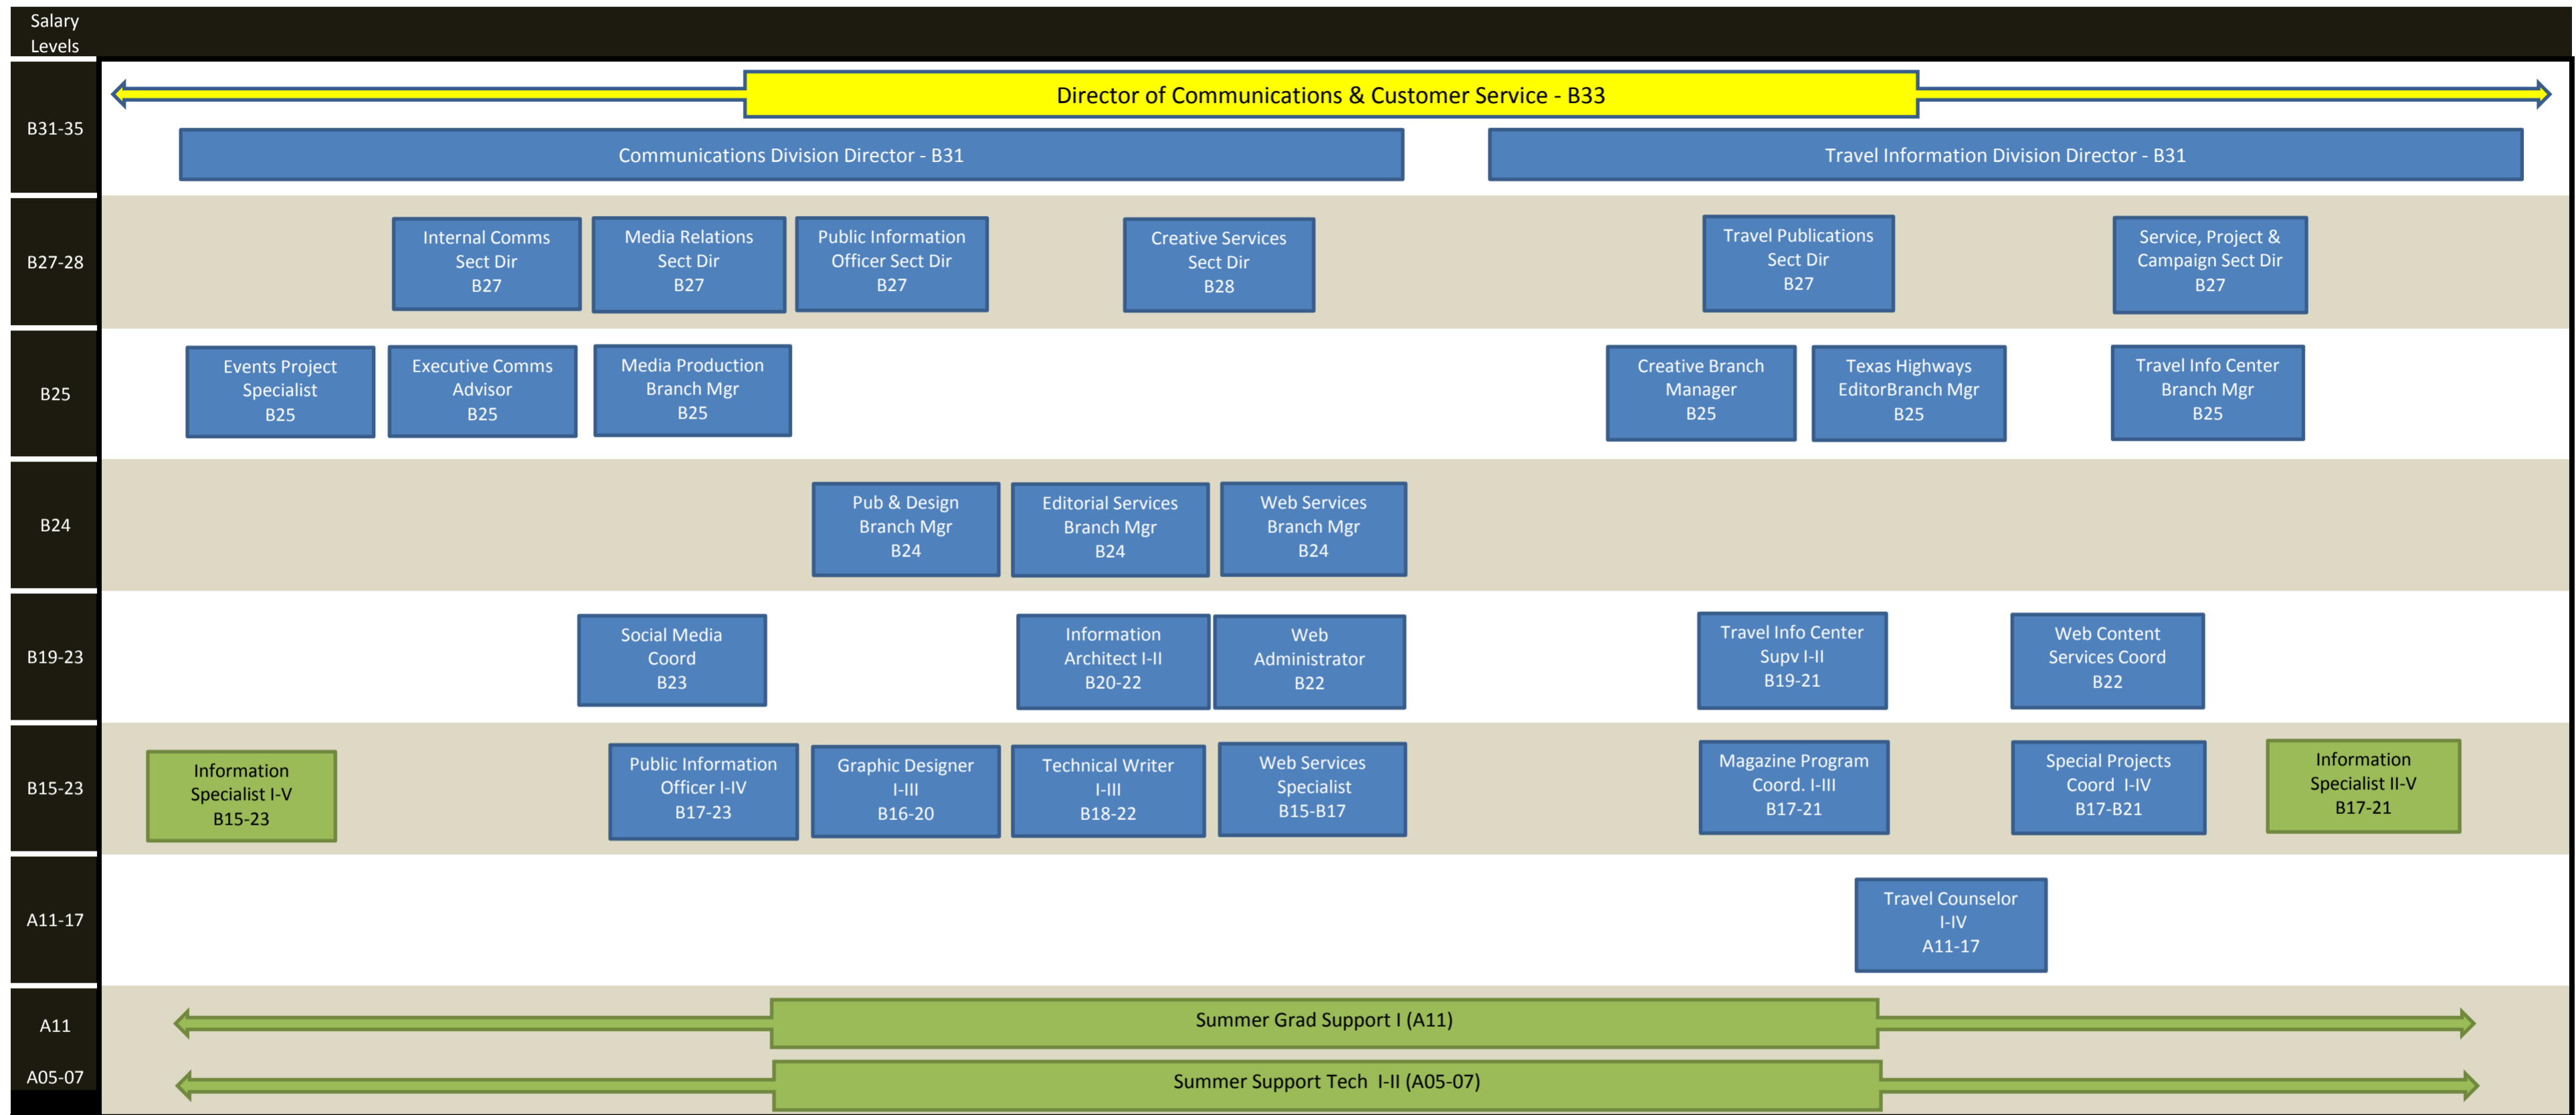 Salary
Levels
B31-35
Director of Communications & Customer Service - B33
Communications Division Director - B31
Travel Information Division Director - B31
B27-28
Internal Comms
Sect Dir
B27
Media Relations
Sect Dir
B27
Public Information
Officer Sect Dir
B27
Creative Services
Sect Dir
B28
Travel Publications
Sect Dir
B27
Service, Project &
Campaign Sect Dir
B27
B25
Events Project
Specialist
B25
Executive Comms
Advisor
B25
Media Production
Branch Mgr
B25
Creative Branch
Manager
B25
Texas Highways
EditorBranch Mgr
B25
Travel Info Center
Branch Mgr
B25
B24
Pub & Design
Branch Mgr
B24
Editorial Services
Branch Mgr
B24
Web Services
Branch Mgr
B24
B19-23
Social Media
Coord
B23
Information
Architect I-II
B20-22
Web
Administrator
B22
Travel Info Center
Supv I-II
B19-21
Web Content
Services Coord
B22
B15-23
Information
Specialist I-V
B15-23
Public Information
Officer I-IV
B17-23
Graphic Designer
I-III
B16-20
Technical Writer
I-III
B18-22
Web Services
Specialist
B15-B17
Magazine Program
Coord. I-III
B17-21
Special Projects
Coord I-IV
B17-B21
Information
Specialist II-V
B17-21
A11-17
Travel Counselor
I-IV
A11-17
A11
Summer Grad Support I (A11)
A05-07
Summer Support Tech I-II (A05-07)